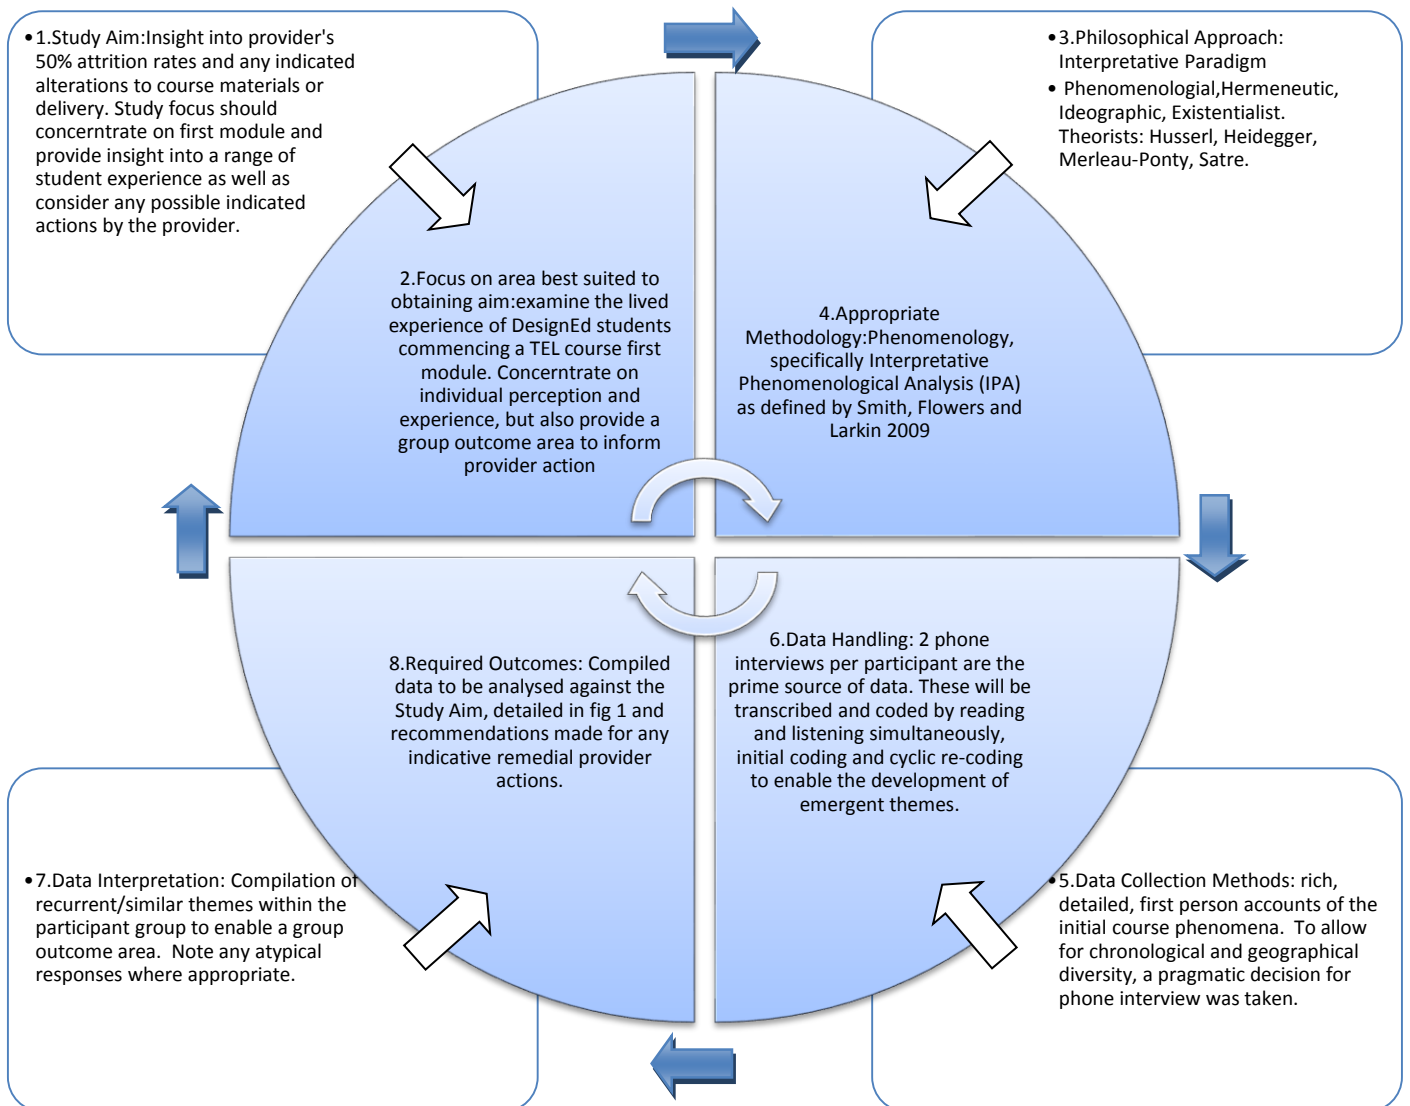 •1.Study Aim:Insight into provider's
50% attrition rates and any indicated
alterations to course materials or
delivery. Study focus should
concerntrate on first module and
provide insight into a range of
student experience as well as
consider any possible indicated
actions by the provider.
2.Focus on area best suited to
obtaining aim:examine the lived
experience of DesignEd students
commencing a TEL course first
module. Concerntrate on
individual perception and
experience, but also provide a
group outcome area to inform
provider action
•3.Philosophical Approach:
Interpretative Paradigm
• Phenomenologial,Hermeneutic,
Ideographic, Existentialist.
Theorists: Husserl, Heidegger,
Merleau-Ponty, Satre.
4.Appropriate
Methodology:Phenomenology,
specifically Interpretative
Phenomenological Analysis (IPA)
as defined by Smith, Flowers and
Larkin 2009
•5.Data Collection Methods: rich,
detailed, first person accounts of the
initial course phenomena. To allow
for chronological and geographical
diversity, a pragmatic decision for
phone interview was taken.
6.Data Handling: 2 phone
interviews per participant are the
prime source of data. These will be
transcribed and coded by reading
and listening simultaneously,
initial coding and cyclic re-coding
to enable the development of
emergent themes.
•7.Data Interpretation: Compilation of
recurrent/similar themes within the
participant group to enable a group
outcome area. Note any atypical
responses where appropriate.
8.Required Outcomes: Compiled
data to be analysed against the
Study Aim, detailed in fig 1 and
recommendations made for any
indicative remedial provider
actions.